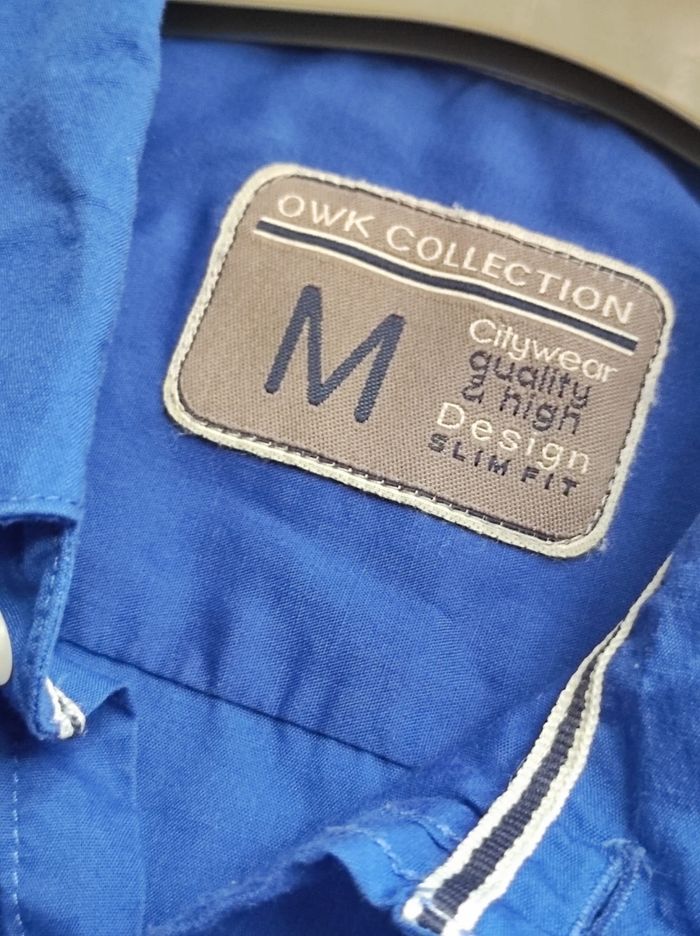 OWK COLLECTION
M
Citywear
quality
& high
Design
SLIM FIT